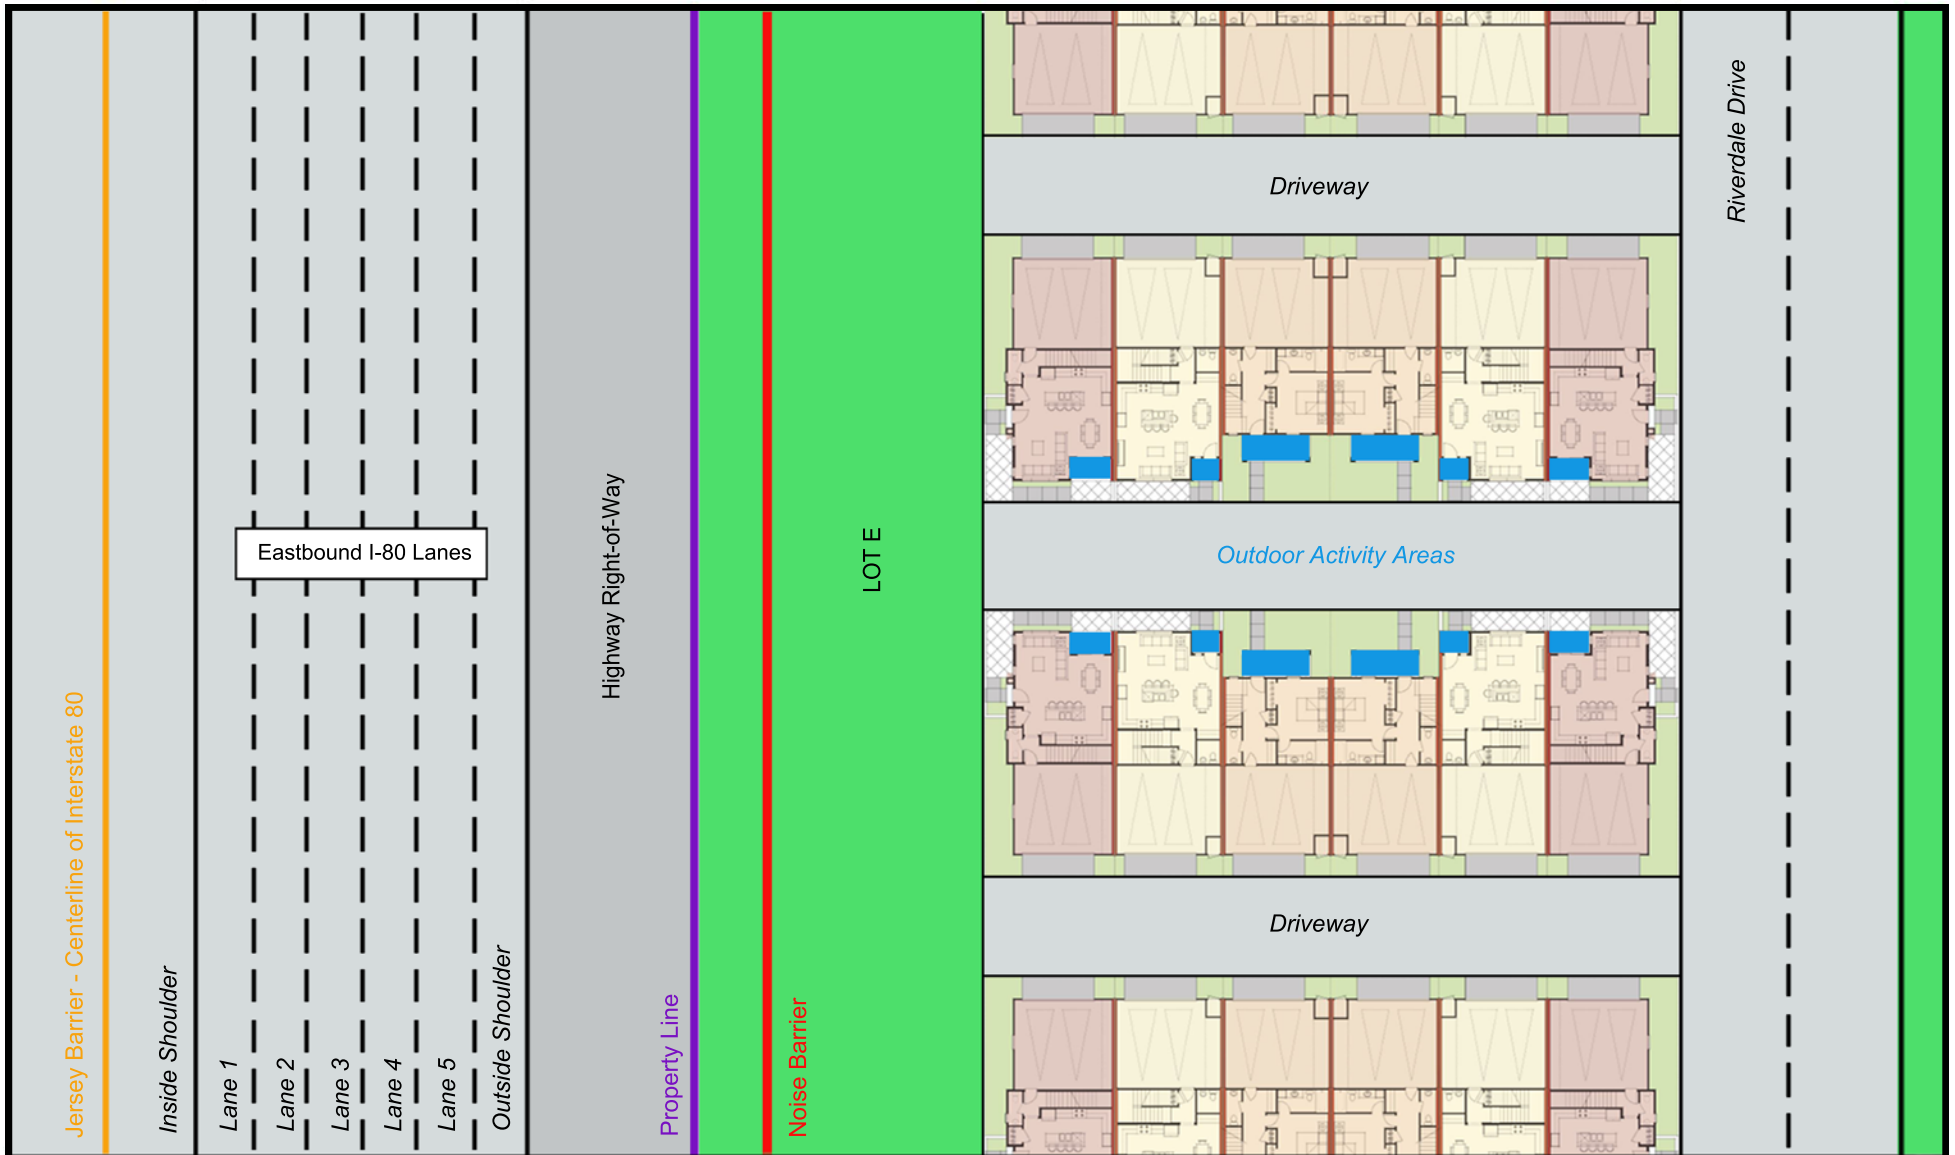 Riverdale Drive
Driveway
Eastbound I-80 Lanes
Highway Right-of-Way
LOT E
Outdoor Activity Areas
Jersey Barrier - Centerline of Interstate 80
Inside Shoulder
Lane 1
Lane 2
Lane 3
Lane 4
Lane 5
Outside Shoulder
Property Line
Noise Barrier
Driveway